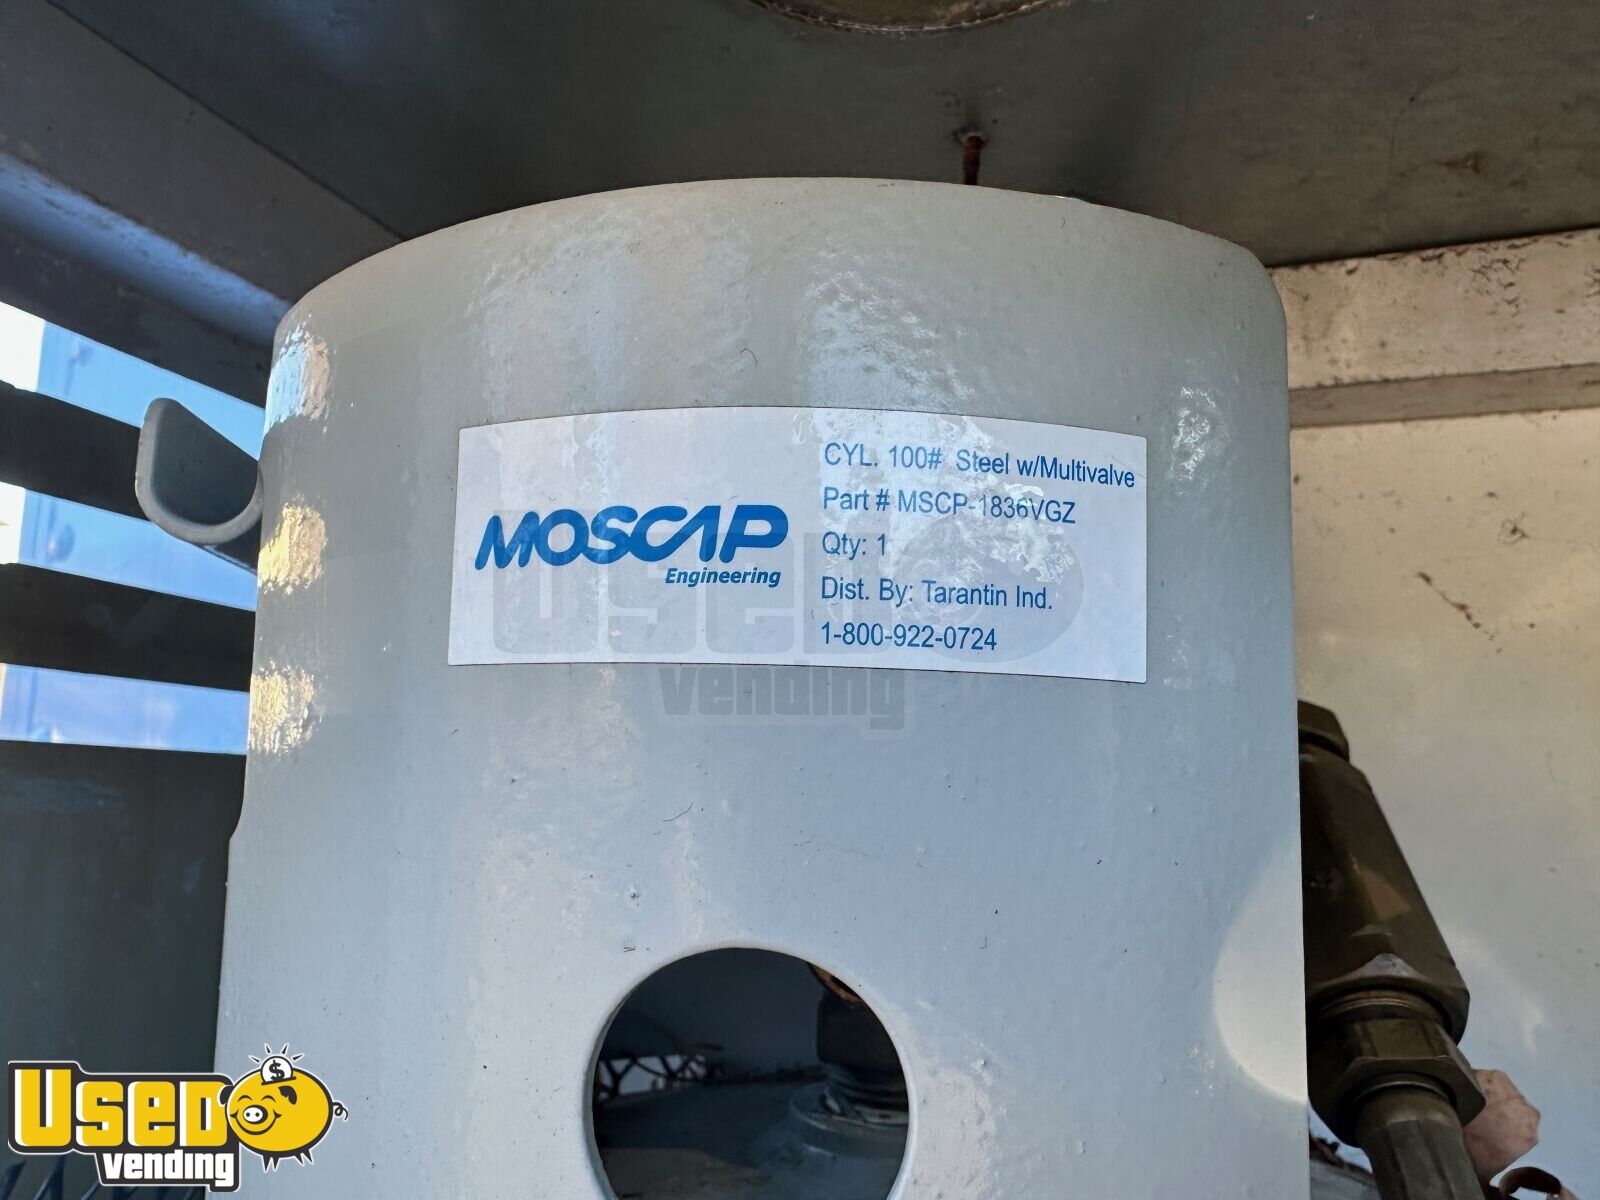 MOSCAP
Engineering
CYL. 100# Steel w/Multivalve
Part # MSCP-1836VGZ
Qty: 1
Dist. By: Tarantin Ind.
1-800-922-0724
USED
vending
$
USED
vending